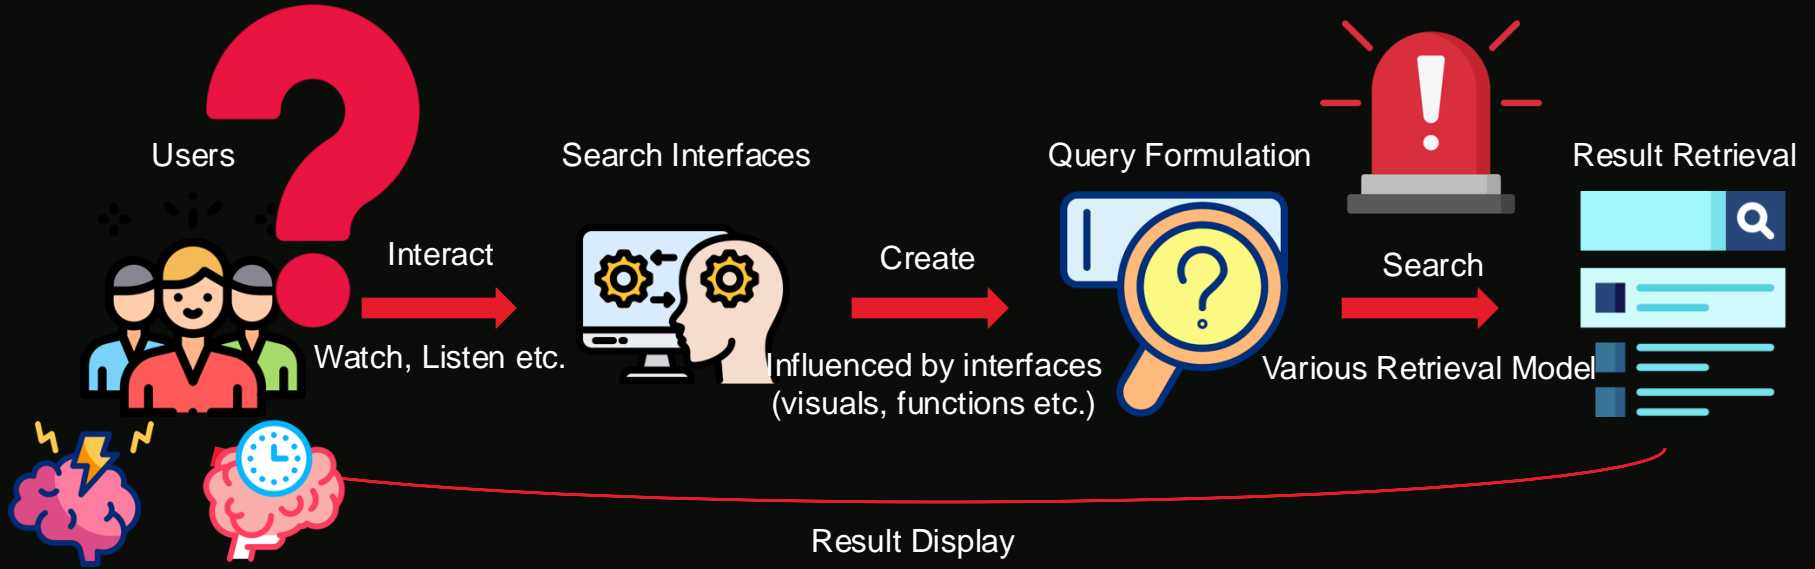 Users
Search Interfaces
Query Formulation
Result Retrieval
Interact
Create
Search
Watch, Listen etc.
Influenced by interfaces
(visuals, functions etc.)
Various Retrieval Model
Result Display